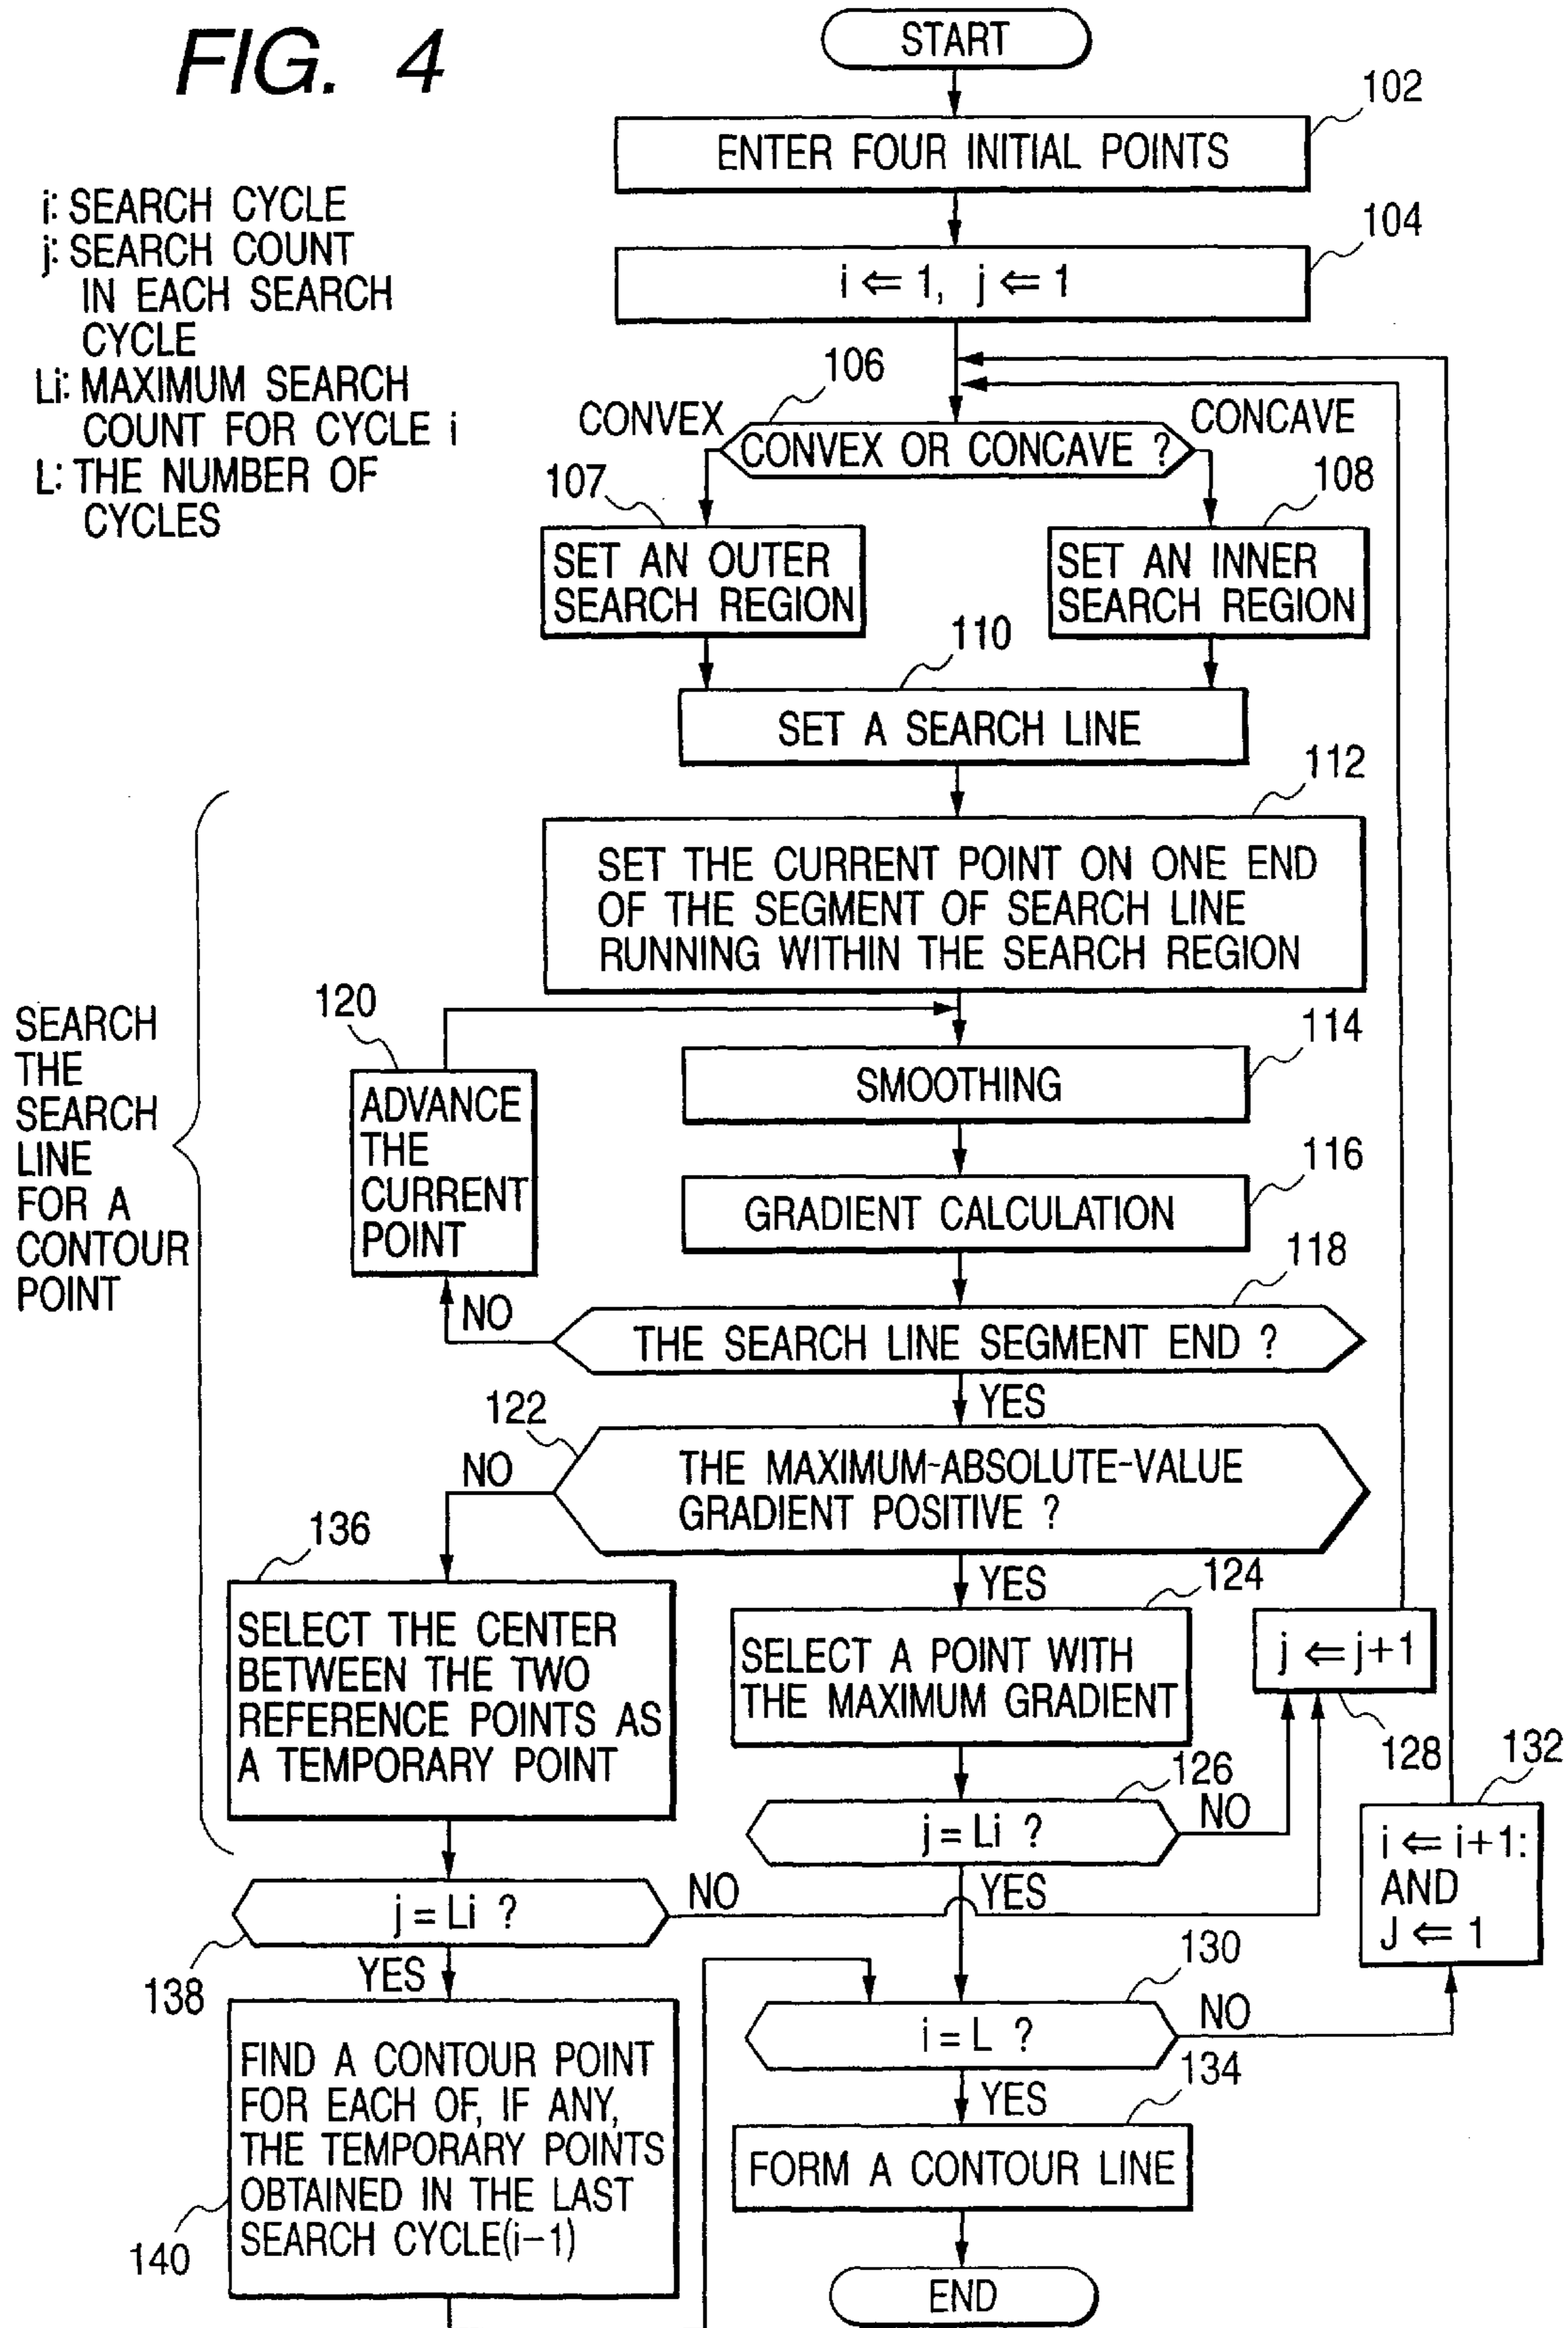 FIG. 4
i: SEARCH CYCLE
j: SEARCH COUNT
IN EACH SEARCH
CYCLE
Li: MAXIMUM SEARCH
COUNT FOR CYCLE i
L: THE NUMBER OF
CYCLES
START
102
ENTER FOUR INITIAL POINTS
104
i ⇐ 1, j ⇐ 1
106
CONVEX
CONCAVE
CONVEX OR CONCAVE ?
107
108
SET AN OUTER
SEARCH REGION
SET AN INNER
SEARCH REGION
110
SET A SEARCH LINE
112
SET THE CURRENT POINT ON ONE END
OF THE SEGMENT OF SEARCH LINE
RUNNING WITHIN THE SEARCH REGION
SEARCH
THE
SEARCH
LINE
FOR A
CONTOUR
POINT
120
ADVANCE
THE
CURRENT
POINT
114
SMOOTHING
116
GRADIENT CALCULATION
118
NO
THE SEARCH LINE SEGMENT END ?
YES
122
NO
THE MAXIMUM-ABSOLUTE-VALUE
GRADIENT POSITIVE ?
YES
136
SELECT THE CENTER
BETWEEN THE TWO
REFERENCE POINTS AS
A TEMPORARY POINT
124
SELECT A POINT WITH
THE MAXIMUM GRADIENT
j ⇐ j+1
128
126
j = Li ?
NO
YES
132
i ⇐ i+1:
AND
J ⇐ 1
j = Li ?
NO
138
YES
130
i = L ?
NO
YES
134
FORM A CONTOUR LINE
FIND A CONTOUR POINT
FOR EACH OF, IF ANY,
THE TEMPORARY POINTS
OBTAINED IN THE LAST
SEARCH CYCLE(i-1)
140
END